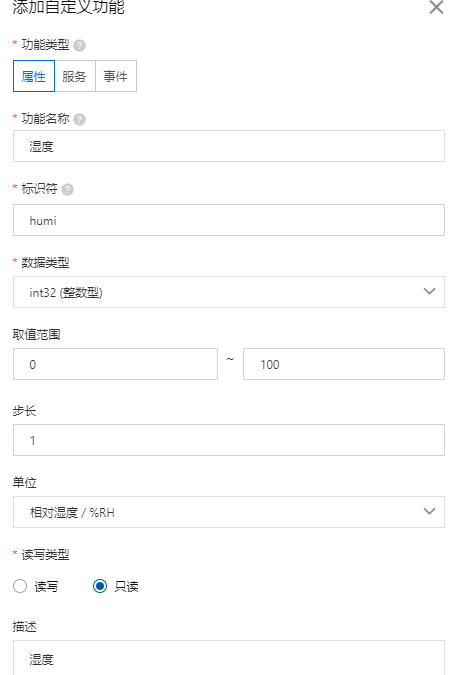 添加自定义功能
* 功能类型 ?
属性 服务 事件
* 功能名称 ?
湿度
* 标识符 ?
humi
* 数据类型
int32 (整数型)
取值范围
0 ~ 100
步长
1
单位
相对湿度 / %RH
* 读写类型
读写 只读
描述
湿度